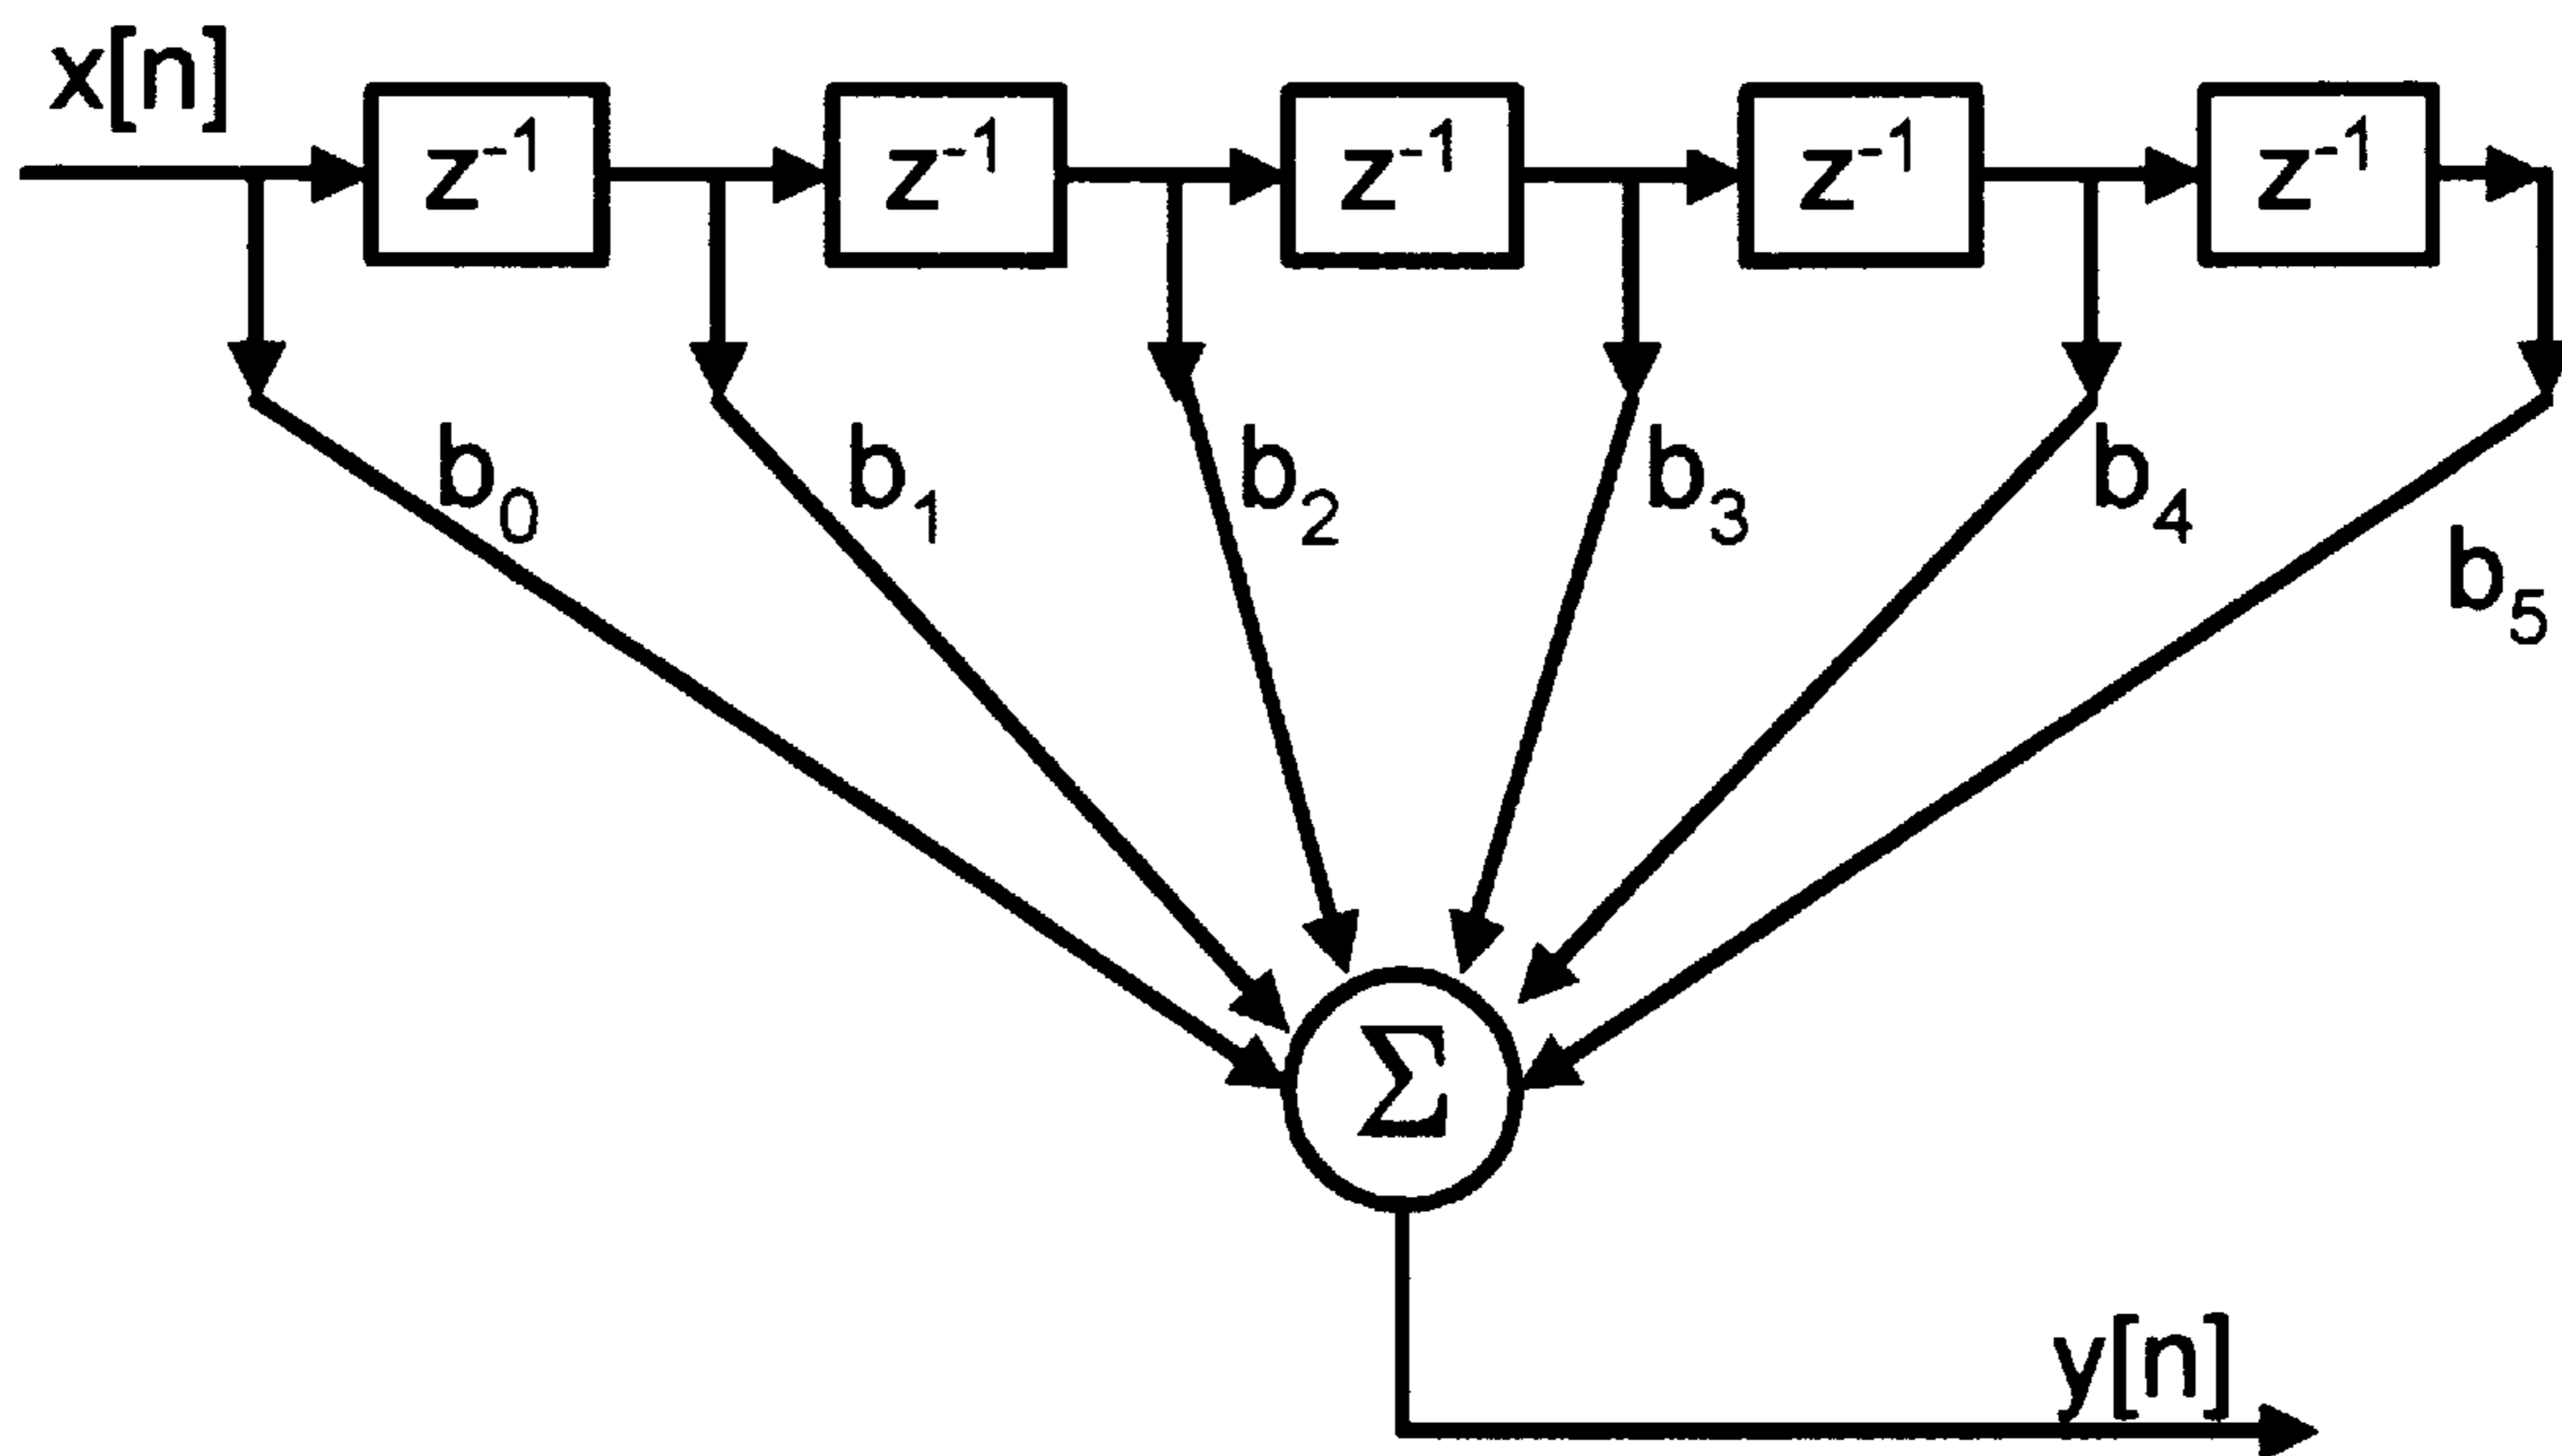 x[n]
z⁻¹ z⁻¹ z⁻¹ z⁻¹ z⁻¹
b₀ b₁ b₂ b₃ b₄
b₅
Σ
y[n]